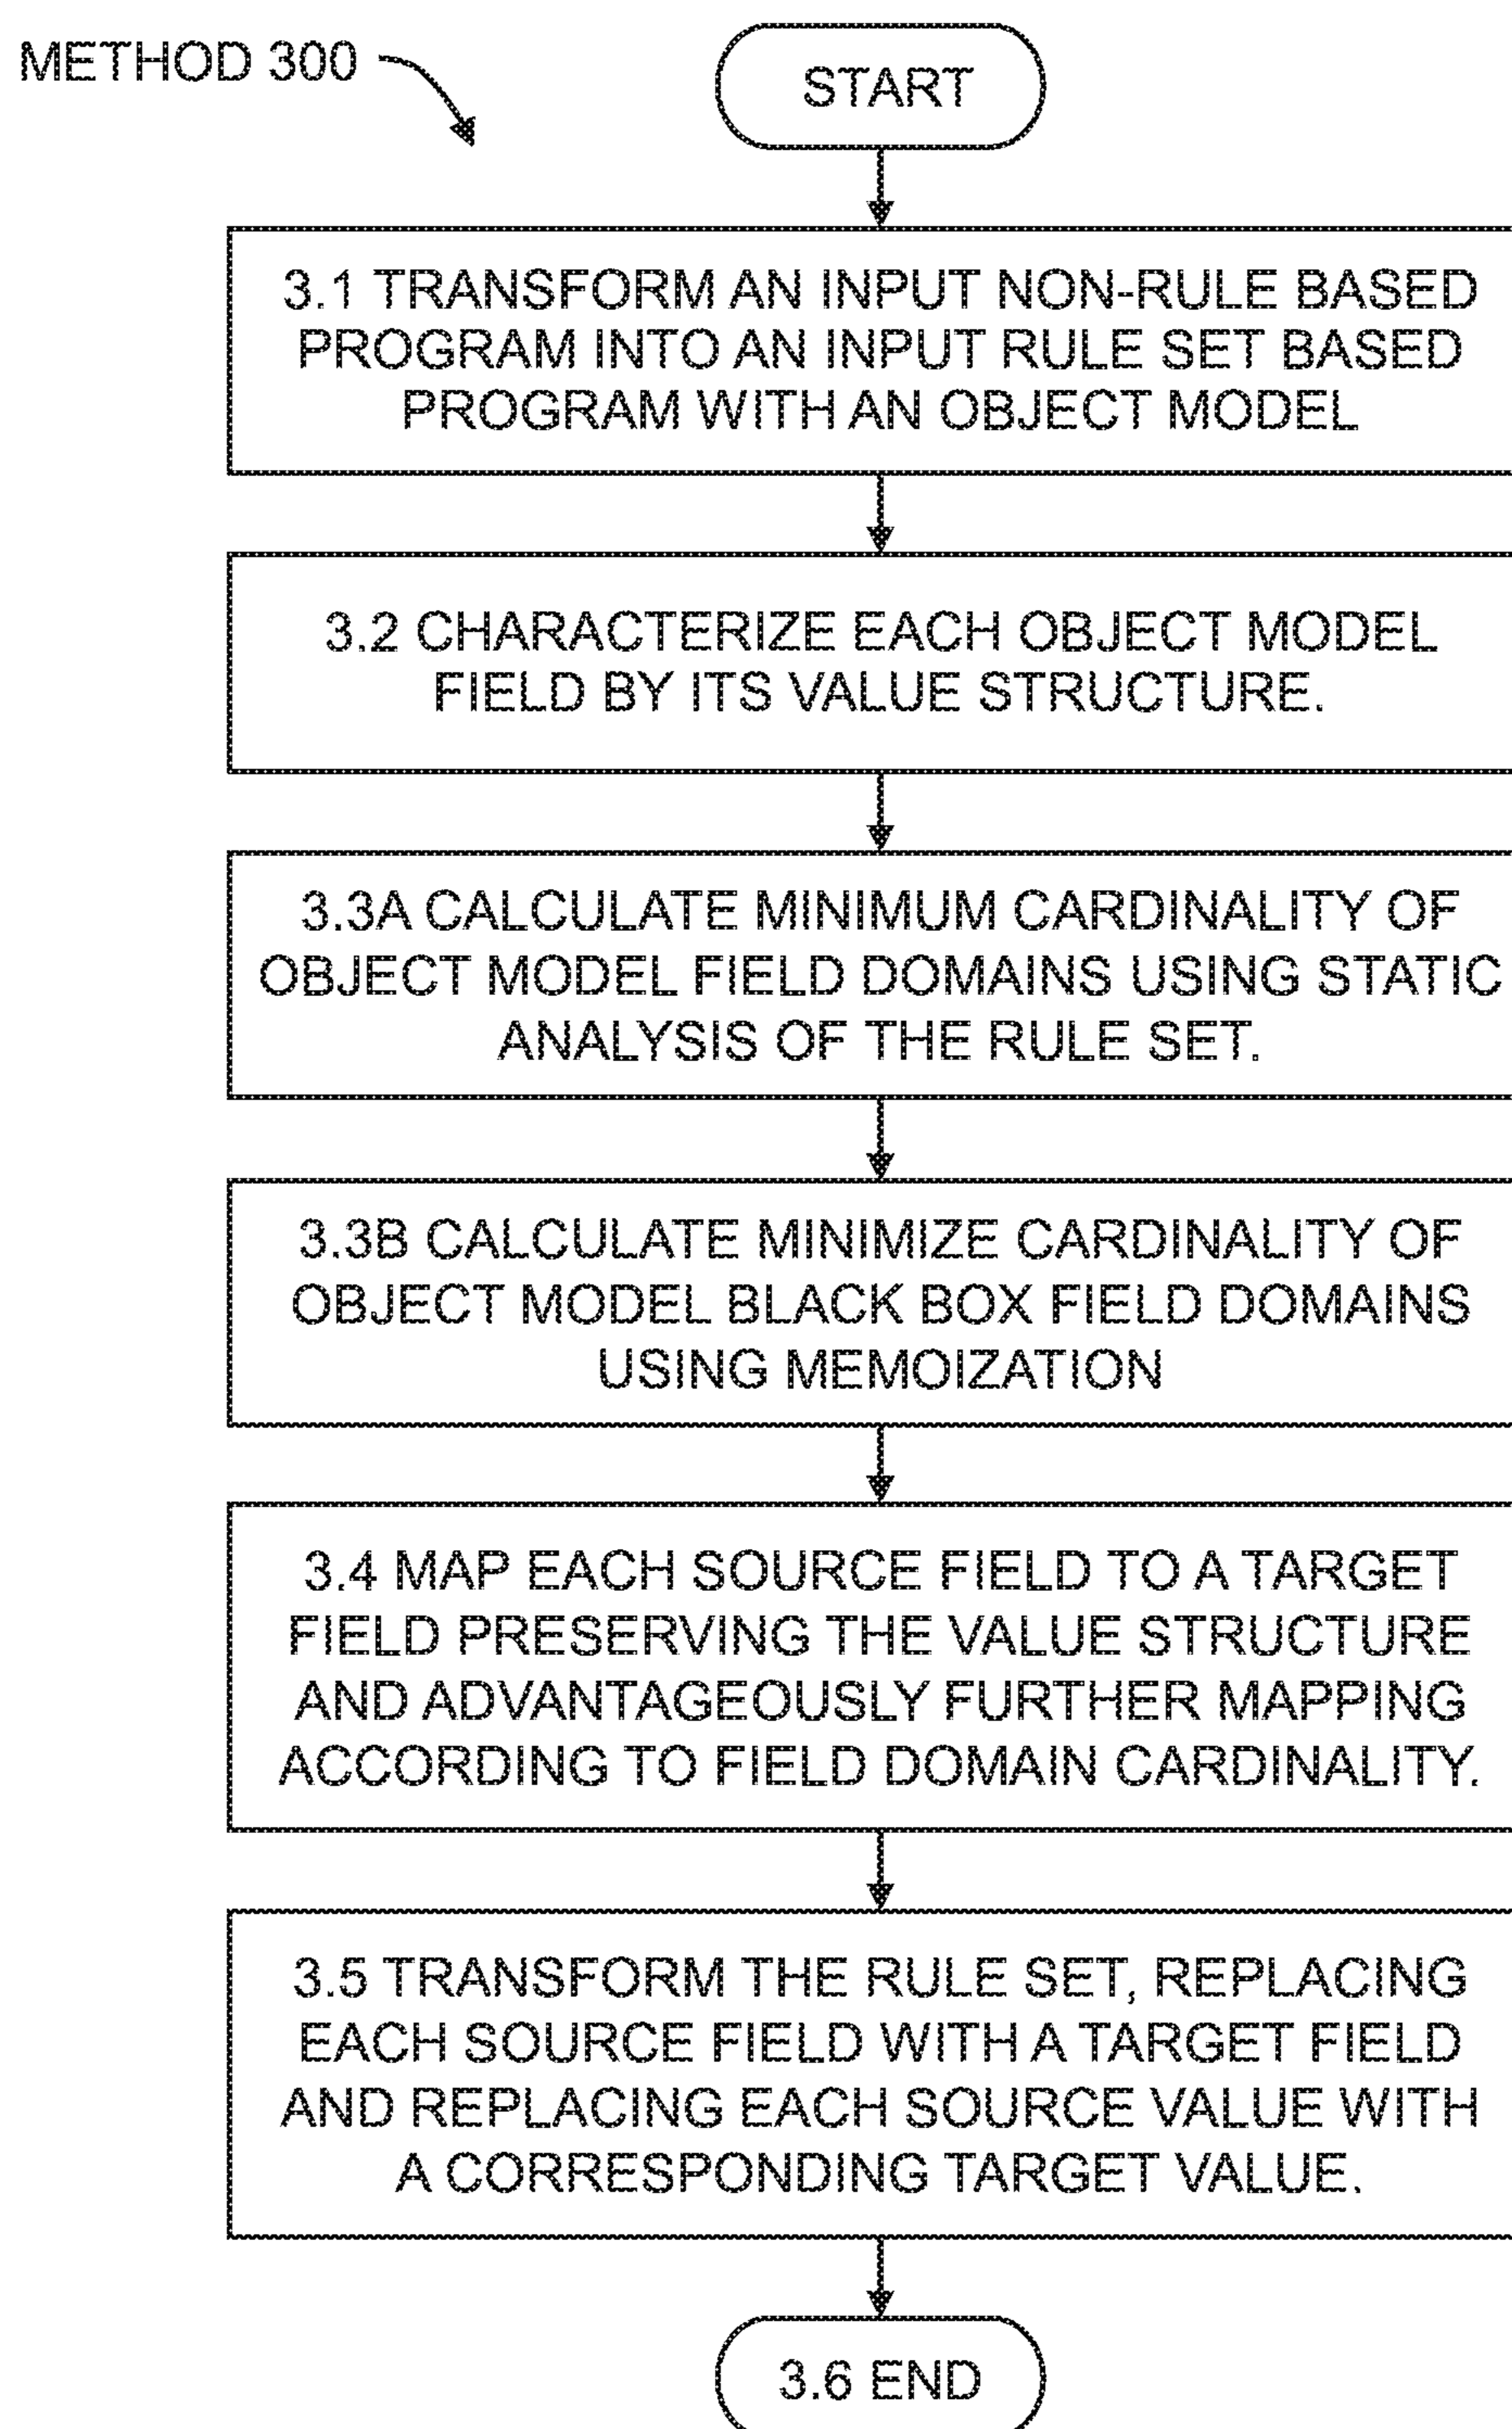 METHOD 300
START
3.1 TRANSFORM AN INPUT NON-RULE BASED
PROGRAM INTO AN INPUT RULE SET BASED
PROGRAM WITH AN OBJECT MODEL
3.2 CHARACTERIZE EACH OBJECT MODEL
FIELD BY ITS VALUE STRUCTURE.
3.3A CALCULATE MINIMUM CARDINALITY OF
OBJECT MODEL FIELD DOMAINS USING STATIC
ANALYSIS OF THE RULE SET.
3.3B CALCULATE MINIMIZE CARDINALITY OF
OBJECT MODEL BLACK BOX FIELD DOMAINS
USING MEMOIZATION
3.4 MAP EACH SOURCE FIELD TO A TARGET
FIELD PRESERVING THE VALUE STRUCTURE
AND ADVANTAGEOUSLY FURTHER MAPPING
ACCORDING TO FIELD DOMAIN CARDINALITY.
3.5 TRANSFORM THE RULE SET, REPLACING
EACH SOURCE FIELD WITH A TARGET FIELD
AND REPLACING EACH SOURCE VALUE WITH
A CORRESPONDING TARGET VALUE.
3.6 END